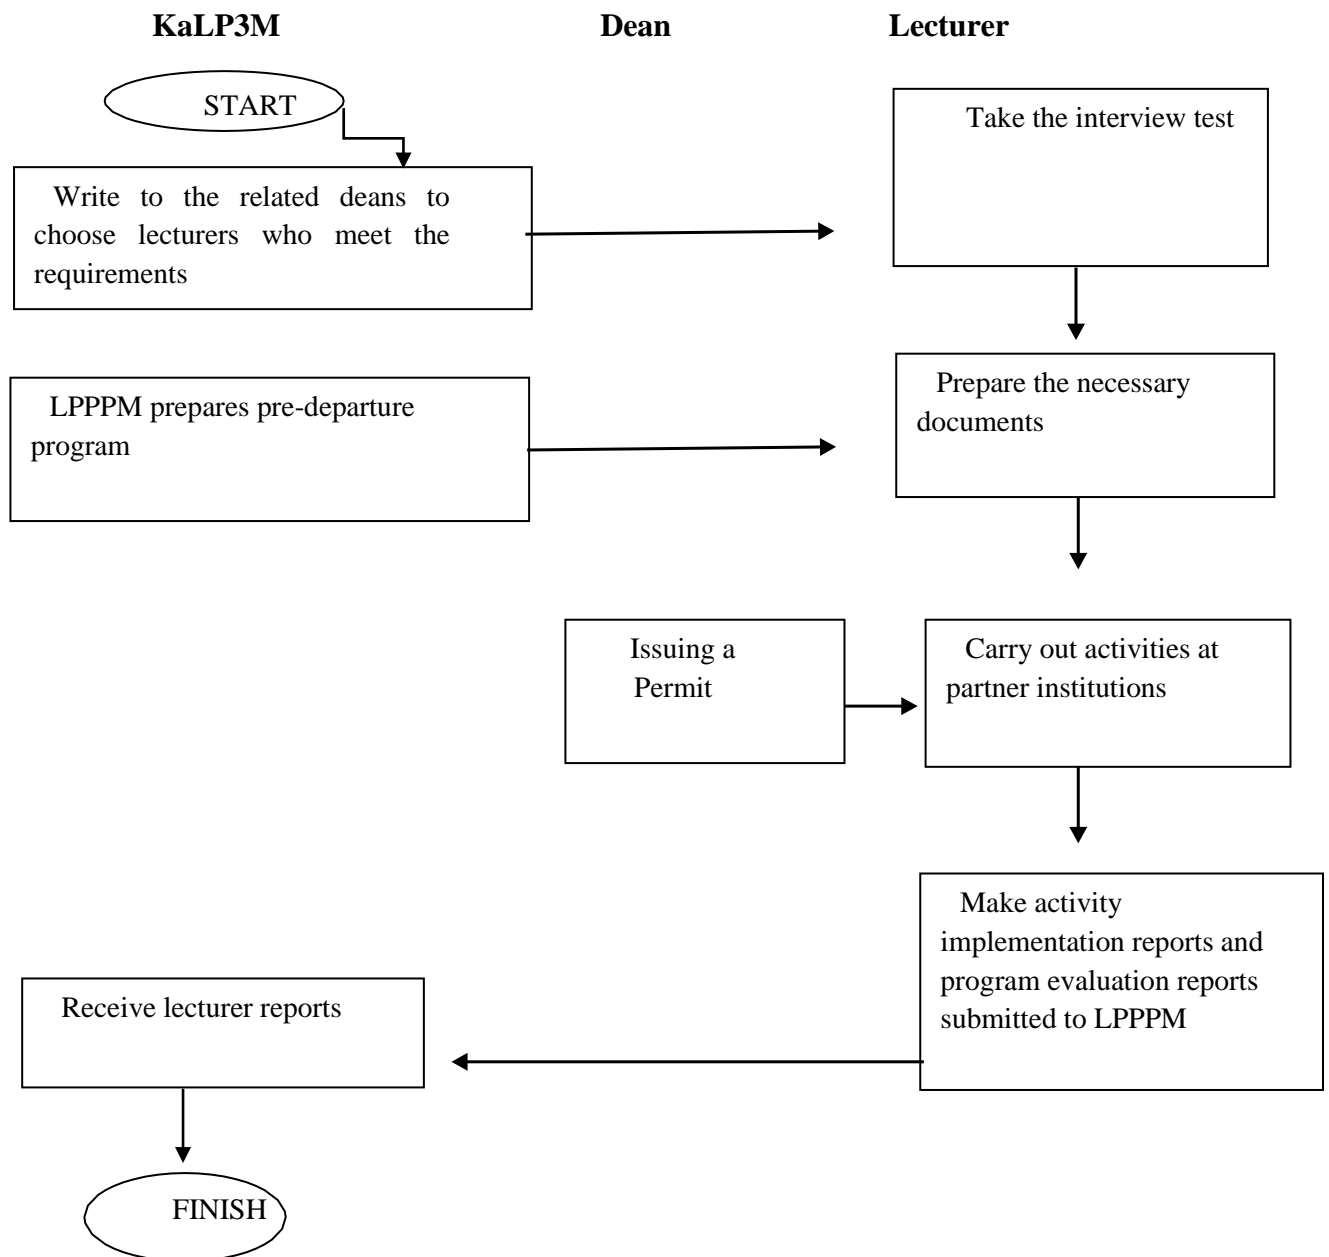 KaLP3M Dean Lecturer
START
Take the interview test
Write to the related deans to
choose lecturers who meet the
requirements
LPPPM prepares pre-departure
program
Prepare the necessary
documents
Issuing a
Permit
Carry out activities at
partner institutions
Make activity
implementation reports and
program evaluation reports
submitted to LPPPM
Receive lecturer reports
FINISH